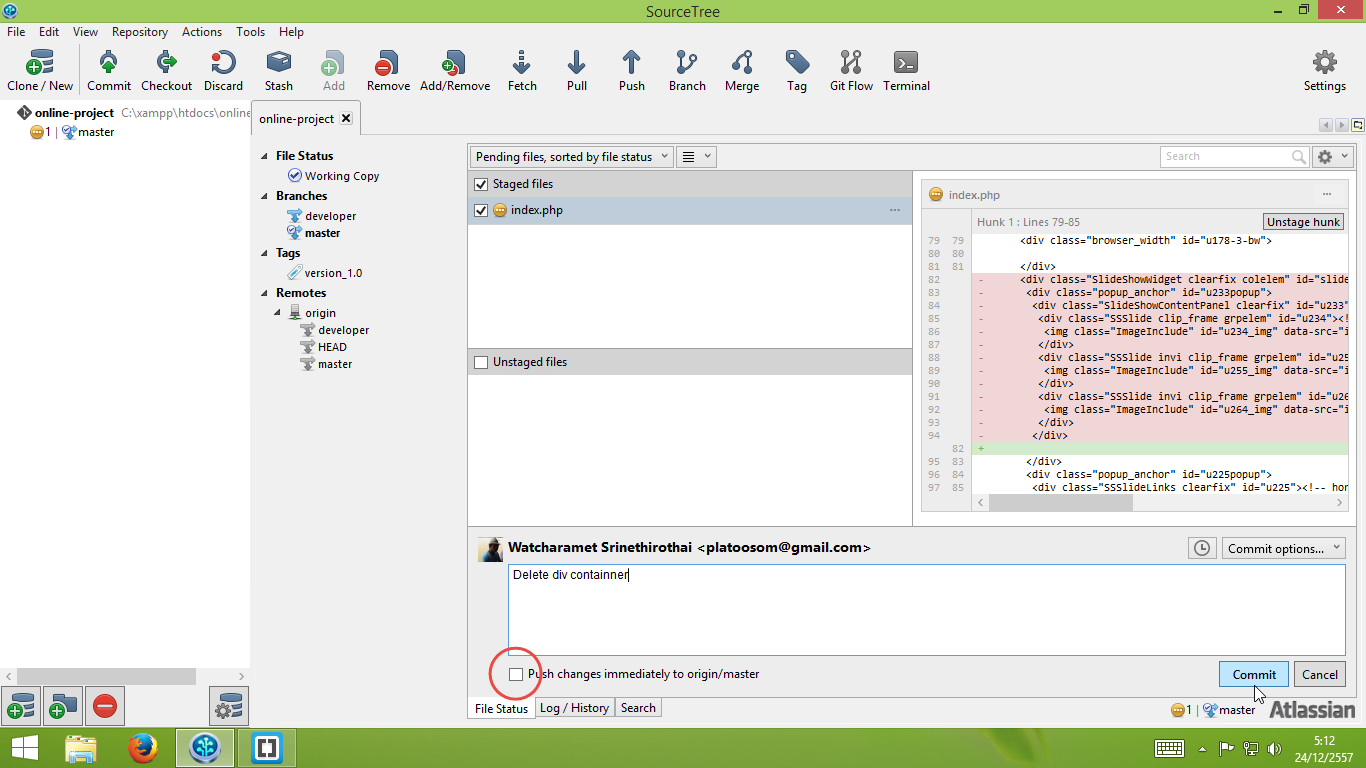 SourceTree
File Edit View Repository Actions Tools Help
Clone / New Commit Checkout Discard Stash Add Remove Add/Remove Fetch Pull Push Branch Merge Tag Git Flow Terminal Settings
online-project C:\xampp\htdocs\online
1 | master
online-project
File Status
Working Copy
Branches
developer
master
Tags
version_1.0
Remotes
origin
developer
HEAD
master
Pending files, sorted by file status
Search
Staged files
index.php
Unstaged files
index.php
Hunk 1 : Lines 79-85
Unstage hunk
79 79 <div class="browser_width" id="u178-3-bw">
80 80
81 81 </div>
82 - <div class="SlideShowWidget clearfix colelem" id="slide
83 - <div class="popup_anchor" id="u233popup">
84 - <div class="SlideShowContentPanel clearfix" id="u233"
85 - <div class="SSSlide clip_frame grpelem" id="u234"><!
86 - <img class="ImageInclude" id="u234_img" data-src="i
87 - </div>
88 - <div class="SSSlide invi clip_frame grpelem" id="u25
89 - <img class="ImageInclude" id="u255_img" data-src="i
90 - </div>
91 - <div class="SSSlide invi clip_frame grpelem" id="u26
92 - <img class="ImageInclude" id="u264_img" data-src="i
93 - </div>
94 - </div>
82 +
95 83 </div>
96 84 <div class="popup_anchor" id="u225popup">
97 85 <div class="SSSlideLinks clearfix" id="u225"><!-- hor
Watcharamet Srinethirothai <platoosom@gmail.com>
Commit options...
Delete div containner
Push changes immediately to origin/master
Commit Cancel
File Status Log / History Search
1 | master Atlassian
5:12
24/12/2557